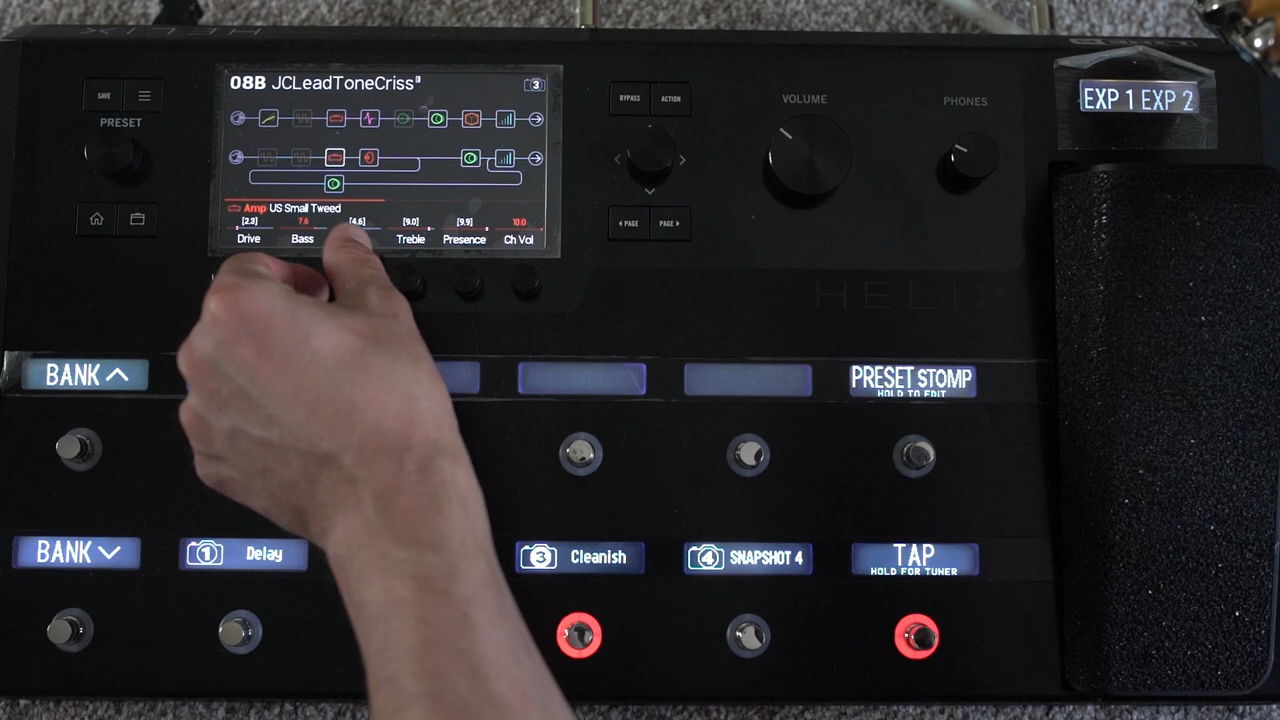 HELIX
SAVE
PRESET
08B JCLeadToneCriss
3
Amp US Small Tweed
[2.3] 7.6 [4.6] [9.0] [9.9] 10.0
Drive Bass Treble Presence Ch Vol
BYPASS ACTION
◀ PAGE PAGE ▶
VOLUME
PHONES
EXP 1 EXP 2
HELIX
BANK
PRESET STOMP
HOLD TO EDIT
BANK
1 Delay
3 Cleanish
4 SNAPSHOT 4
TAP
HOLD FOR TUNER